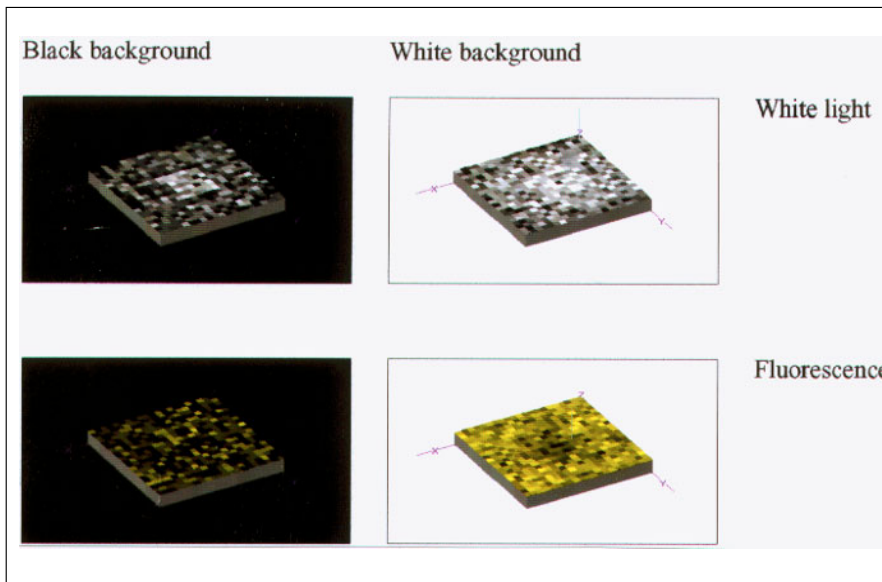 Black background
White background
White light
X
Z
Y
Fluorescence
X
Z
Y